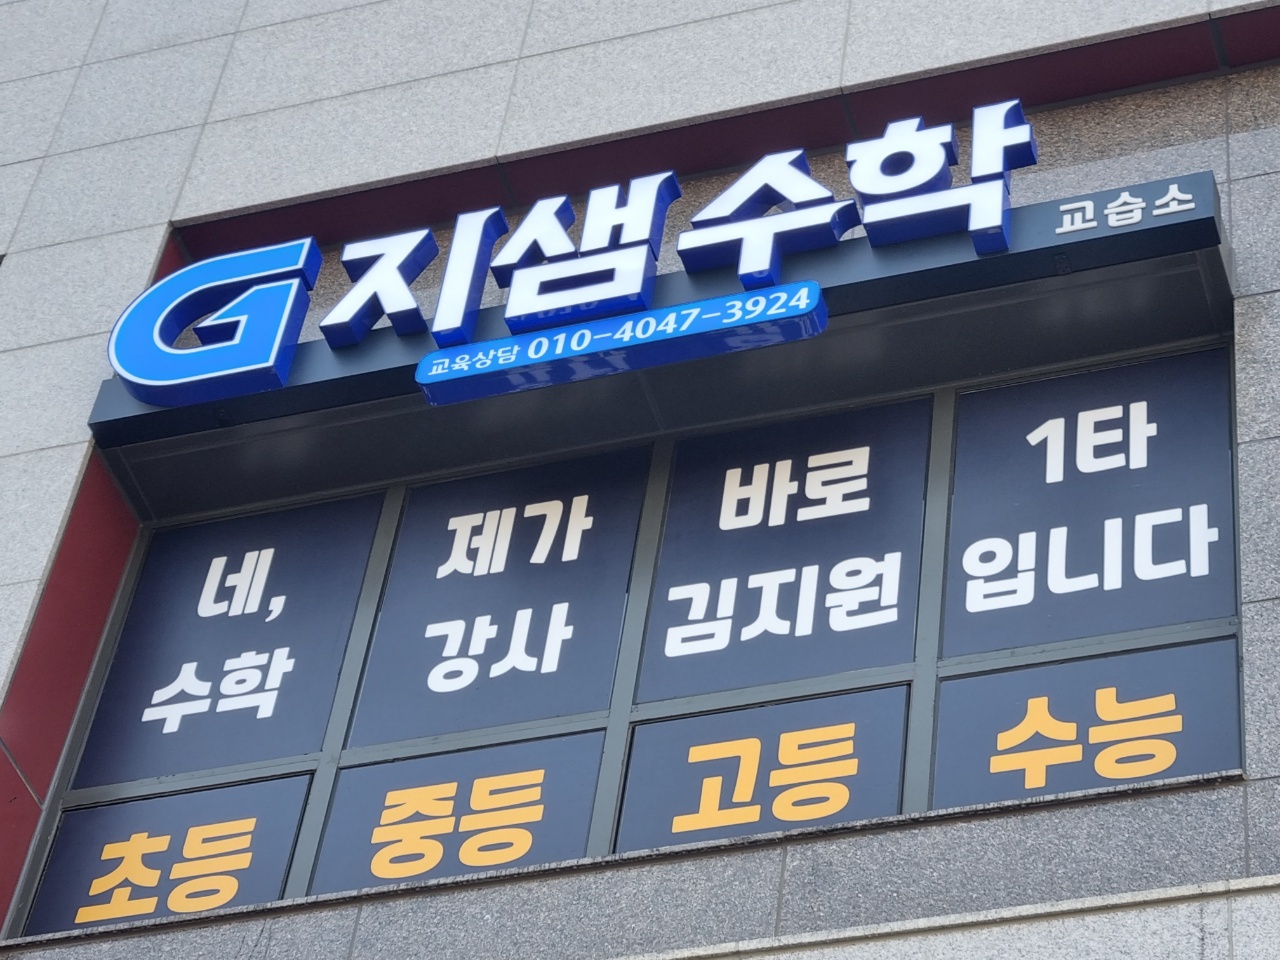 G 지샘수학 교습소
교육상담 010-4047-3924
네, 제가 바로 1타
수학 강사 김지원 입니다
초등 중등 고등 수능